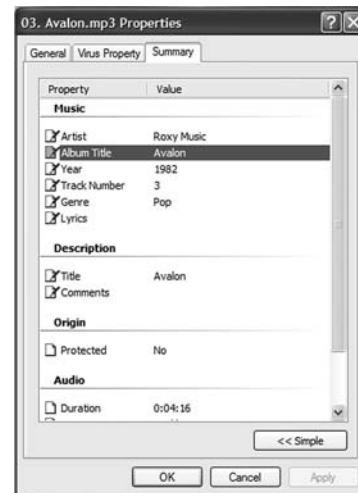 03. Avalon.mp3 Properties
General Virus Property Summary
Property Value
Music
Artist Roxy Music
Album Title Avalon
Year 1982
Track Number 3
Genre Pop
Lyrics
Description
Title Avalon
Comments
Origin
Protected No
Audio
Duration 0:04:16
<< Simple
OK Cancel Apply